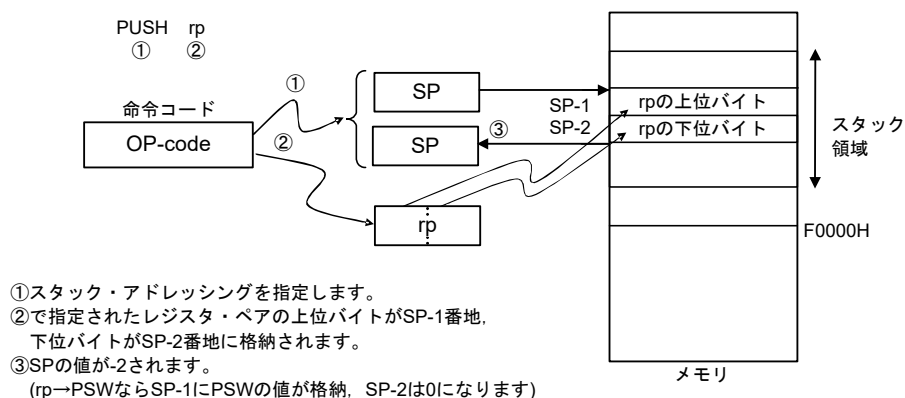 PUSH rp
① ②
命令コード
OP-code
①
②
SP
SP
③
rp
SP-1
SP-2
rpの上位バイト
rpの下位バイト
スタック
領域
F0000H
メモリ
①スタック・アドレッシングを指定します。
②で指定されたレジスタ・ペアの上位バイトがSP-1番地,
下位バイトがSP-2番地に格納されます。
③SPの値が-2されます。
(rp→PSWならSP-1にPSWの値が格納, SP-2は0になります)